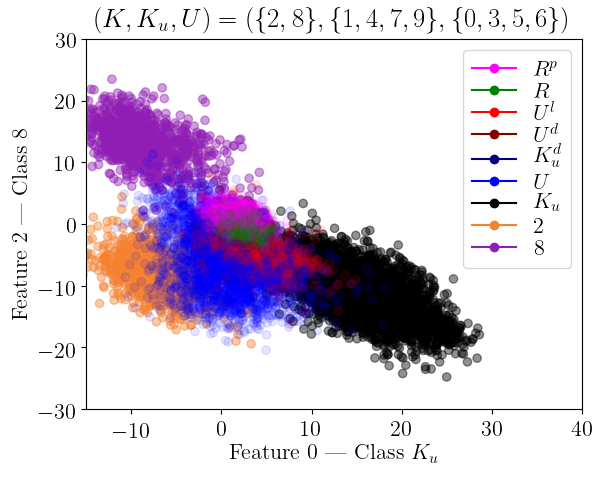 (K, K_u, U) = ({2, 8}, {1, 4, 7, 9}, {0, 3, 5, 6})
30
20
10
0
−10
−20
−30
Feature 2 — Class 8
R^p
R
U^l
U^d
K_u^d
U
K_u
2
8
−10
0
10
20
30
40
Feature 0 — Class K_u